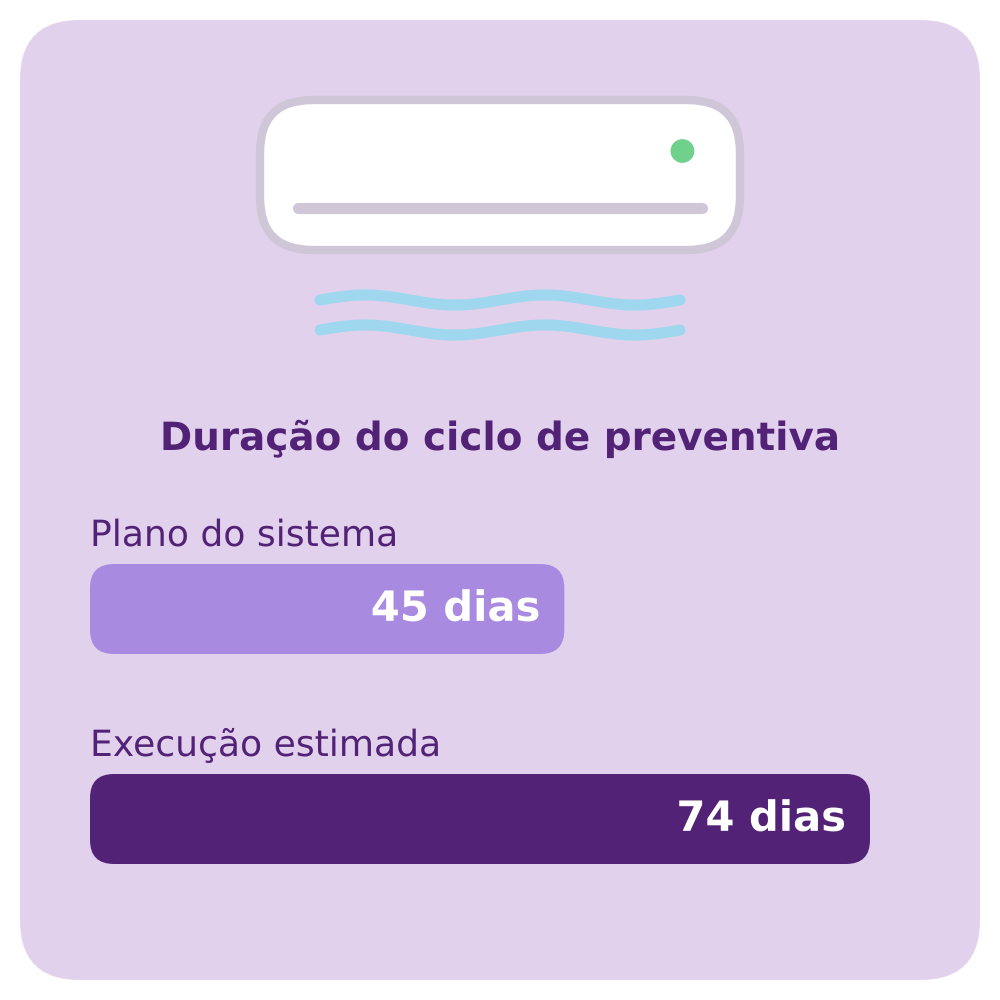 Duração do ciclo de preventiva
Plano do sistema
45 dias
Execução estimada
74 dias